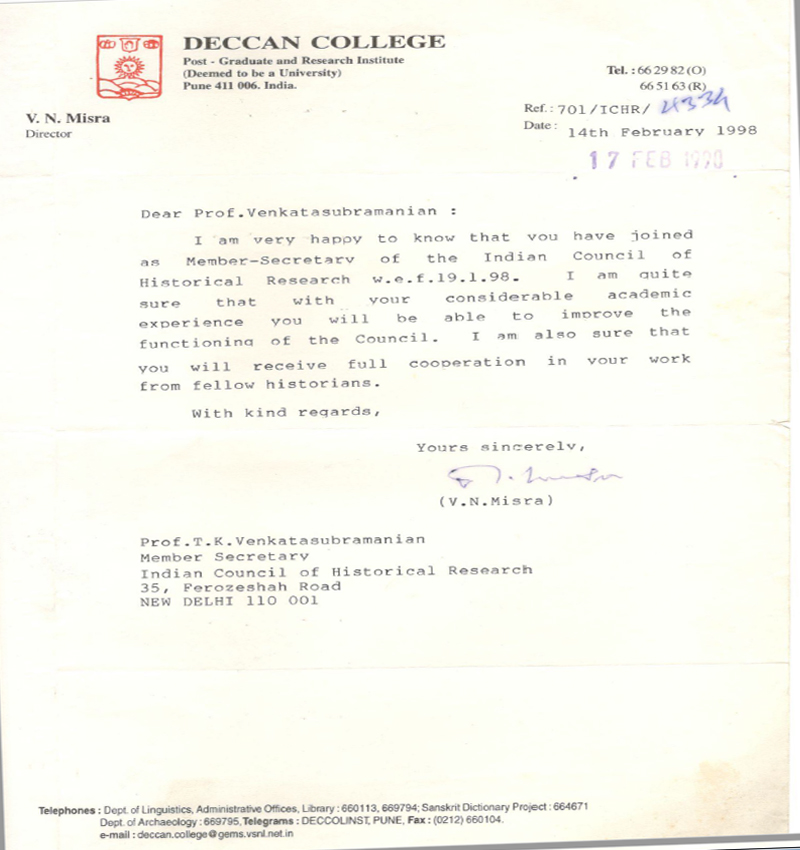 DECCAN COLLEGE
Post - Graduate and Research Institute
(Deemed to be a University)
Pune 411 006. India.
Tel. : 66 29 82 (O)
66 51 63 (R)
V. N. Misra
Director
Ref. : 701/ICHR/ 4334
Date : 14th February 1998
17 FEB 1998
Dear Prof.Venkatasubramanian :
I am very happy to know that you have joined
as Member-Secretary of the Indian Council of
Historical Research w.e.f.19.1.98. I am quite
sure that with your considerable academic
experience you will be able to improve the
functioning of the Council. I am also sure that
you will receive full cooperation in your work
from fellow historians.
With kind regards,
Yours sincerely,
(V.N.Misra)
Prof.T.K.Venkatasubramanian
Member Secretary
Indian Council of Historical Research
35, Ferozeshah Road
NEW DELHI 110 001
Telephones : Dept. of Linguistics, Administrative Offices, Library : 660113, 669794; Sanskrit Dictionary Project : 664671
Dept. of Archaeology : 669795, Telegrams : DECCOLINST, PUNE, Fax : (0212) 660104.
e-mail : deccan.college@gems.vsnl.net.in